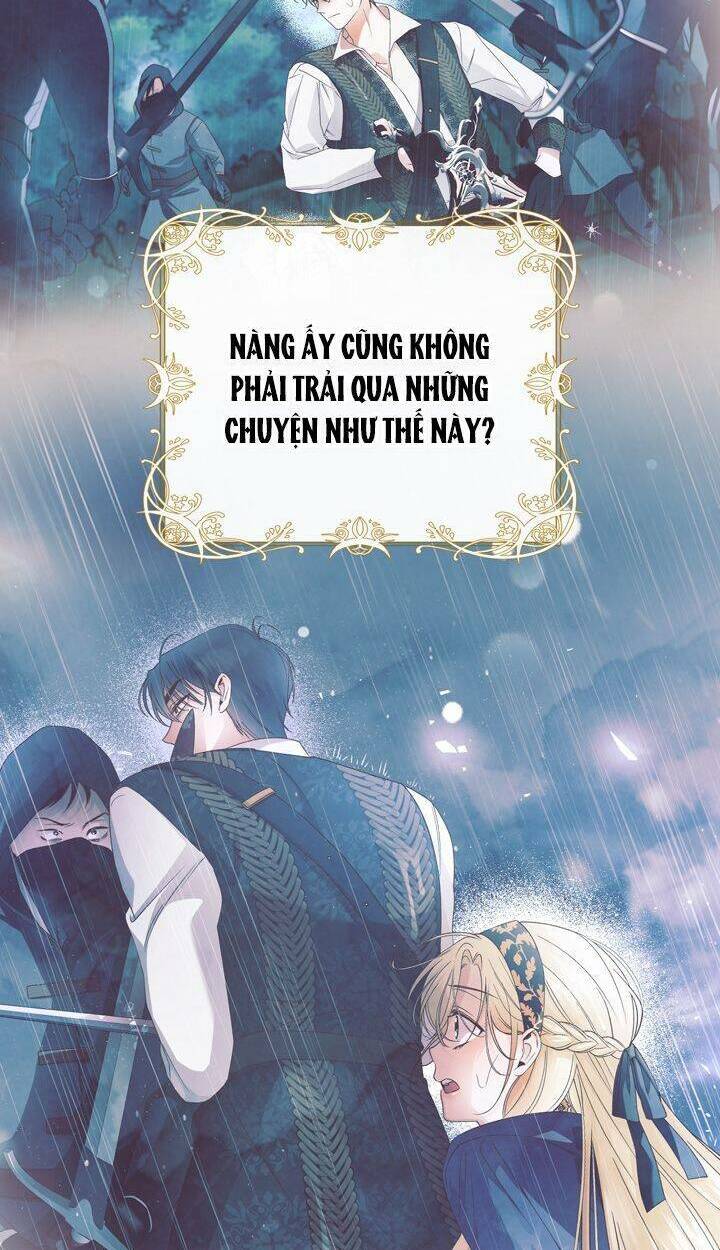 NÀNG ẤY CŨNG KHÔNG
PHẢI TRẢI QUA NHỮNG
CHUYỆN NHƯ THẾ NÀY?